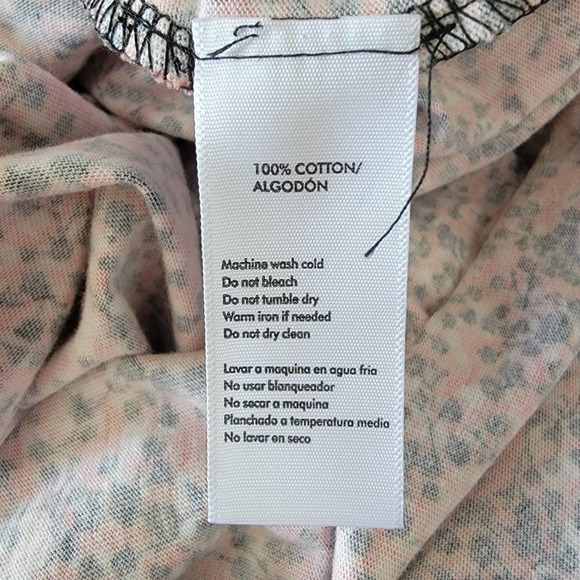 100% COTTON/
ALGODÓN
Machine wash cold
Do not bleach
Do not tumble dry
Warm iron if needed
Do not dry clean
Lavar a maquina en agua fria
No usar blanqueador
No secar a maquina
Planchado a temperatura media
No lavar en seco